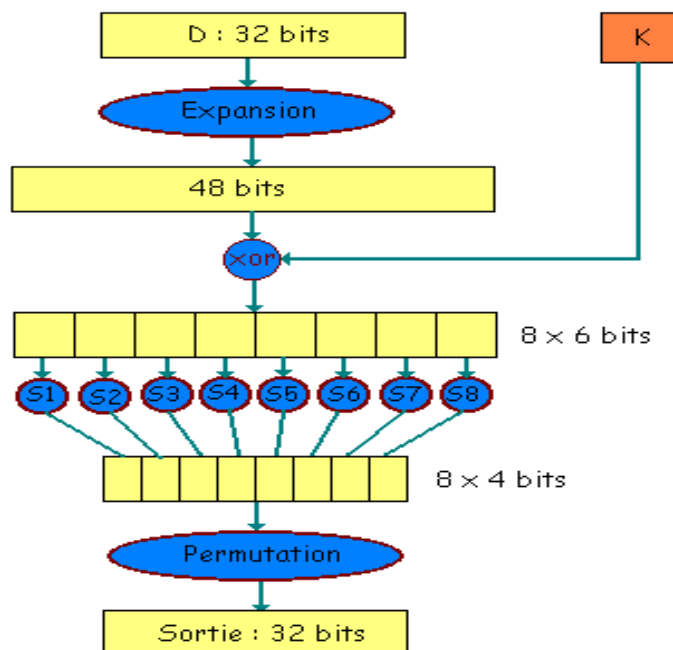 D : 32 bits
K
Expansion
48 bits
xor
8 x 6 bits
S1 S2 S3 S4 S5 S6 S7 S8
8 x 4 bits
Permutation
Sortie : 32 bits